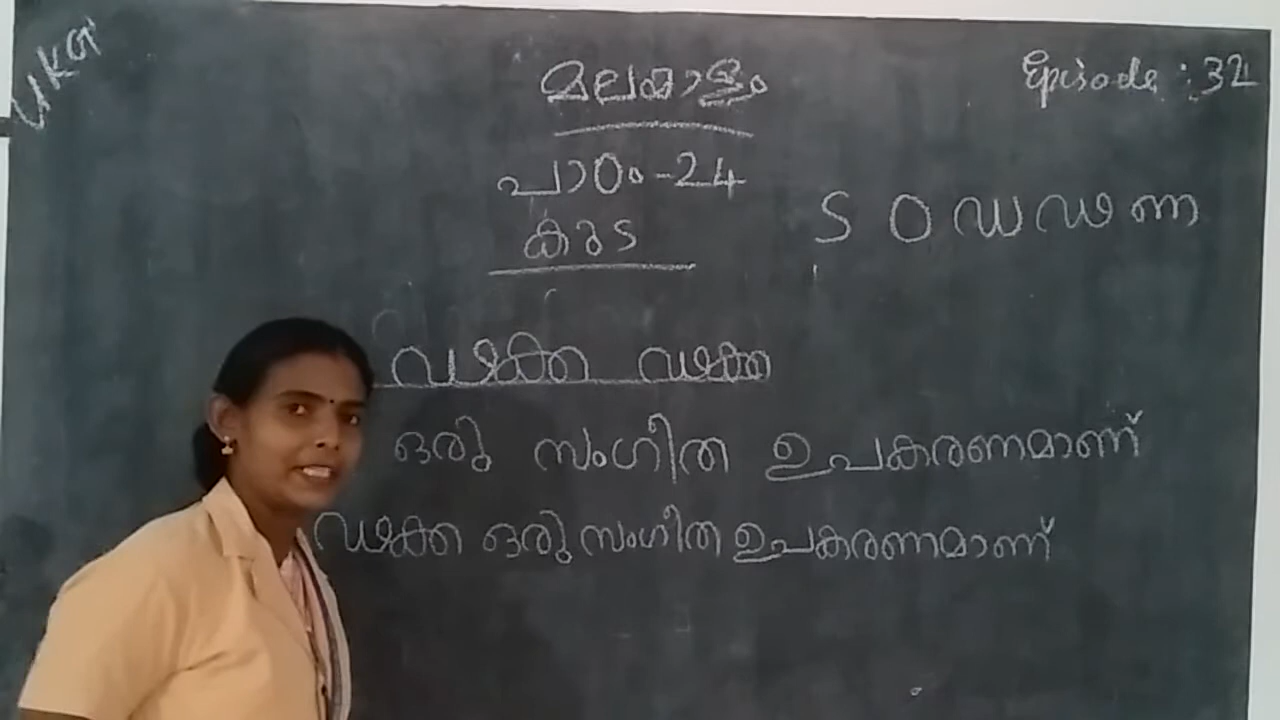 UKG
മലയാളം
Episode : 32
പാഠം - 24
കുട
ട ഠ ഡ ഢ ണ
ഢക്ക ഢക്ക
ഒരു സംഗീത ഉപകരണമാണ്
ഢക്ക ഒരു സംഗീത ഉപകരണമാണ്